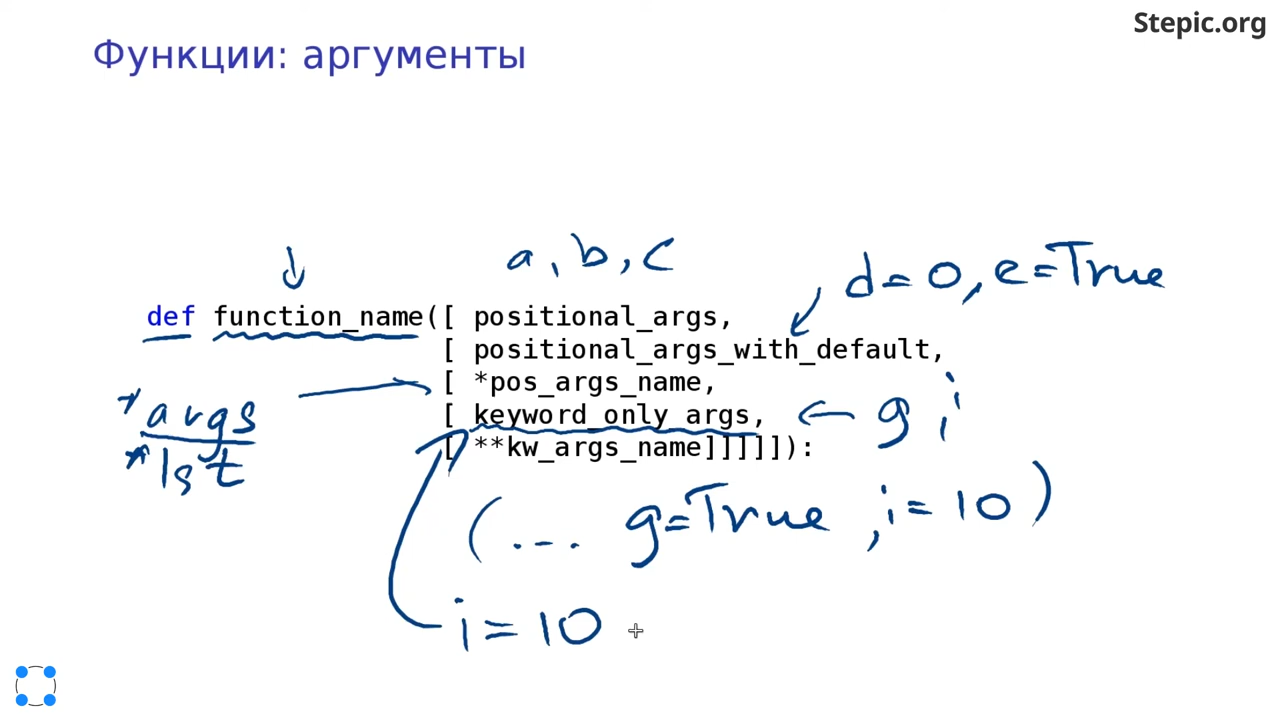 Stepic.org
Функции: аргументы
a, b, c
d=0, e=True
def function_name([ positional_args,
[ positional_args_with_default,
[ *pos_args_name,
*args
[ keyword_only_args,
g, i
[ **kw_args_name]]]]]):
*lst
(... g=True, i=10)
i=10